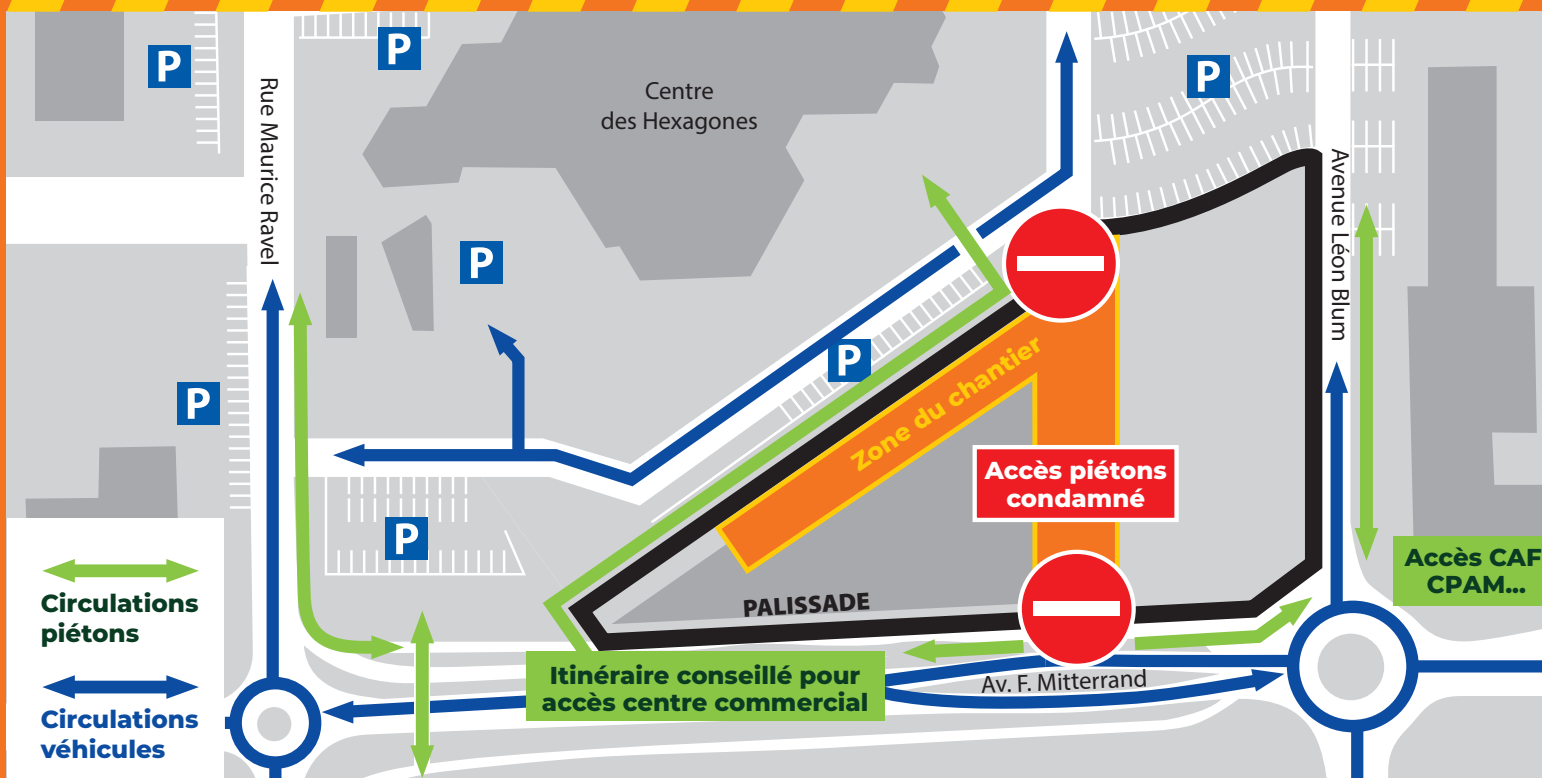 P
P
P
Centre
des Hexagones
Rue Maurice Ravel
Avenue Léon Blum
P
P
P
P
Zone du chantier
Accès piétons
condamné
Accès CAF
CPAM...
PALISSADE
Circulations
piétons
Itinéraire conseillé pour
accès centre commercial
Av. F. Mitterrand
Circulations
véhicules